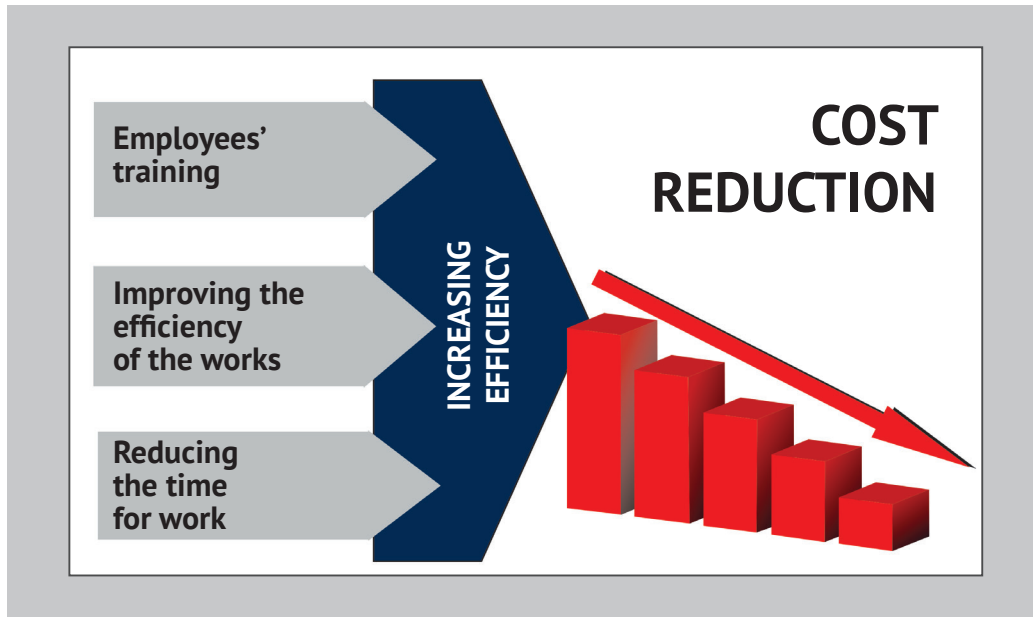 Employees’
training
Improving the
efficiency
of the works
Reducing
the time
for work
INCREASING
EFFICIENCY
COST
REDUCTION